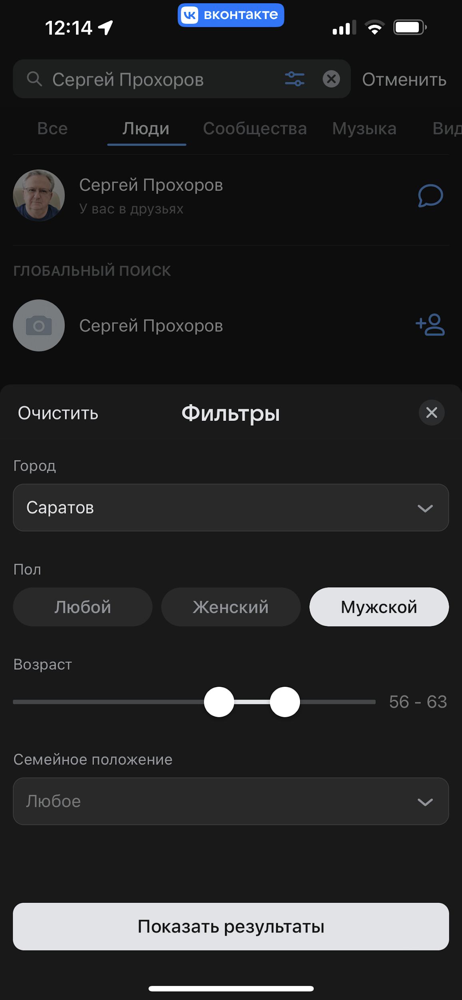 вконтакте
12:14
Сергей Прохоров
Отменить
Все Люди Сообщества Музыка Вид
Сергей Прохоров
У вас в друзьях
ГЛОБАЛЬНЫЙ ПОИСК
Сергей Прохоров
Очистить Фильтры
Город
Саратов
Пол
Любой Женский Мужской
Возраст
56 - 63
Семейное положение
Любое
Показать результаты